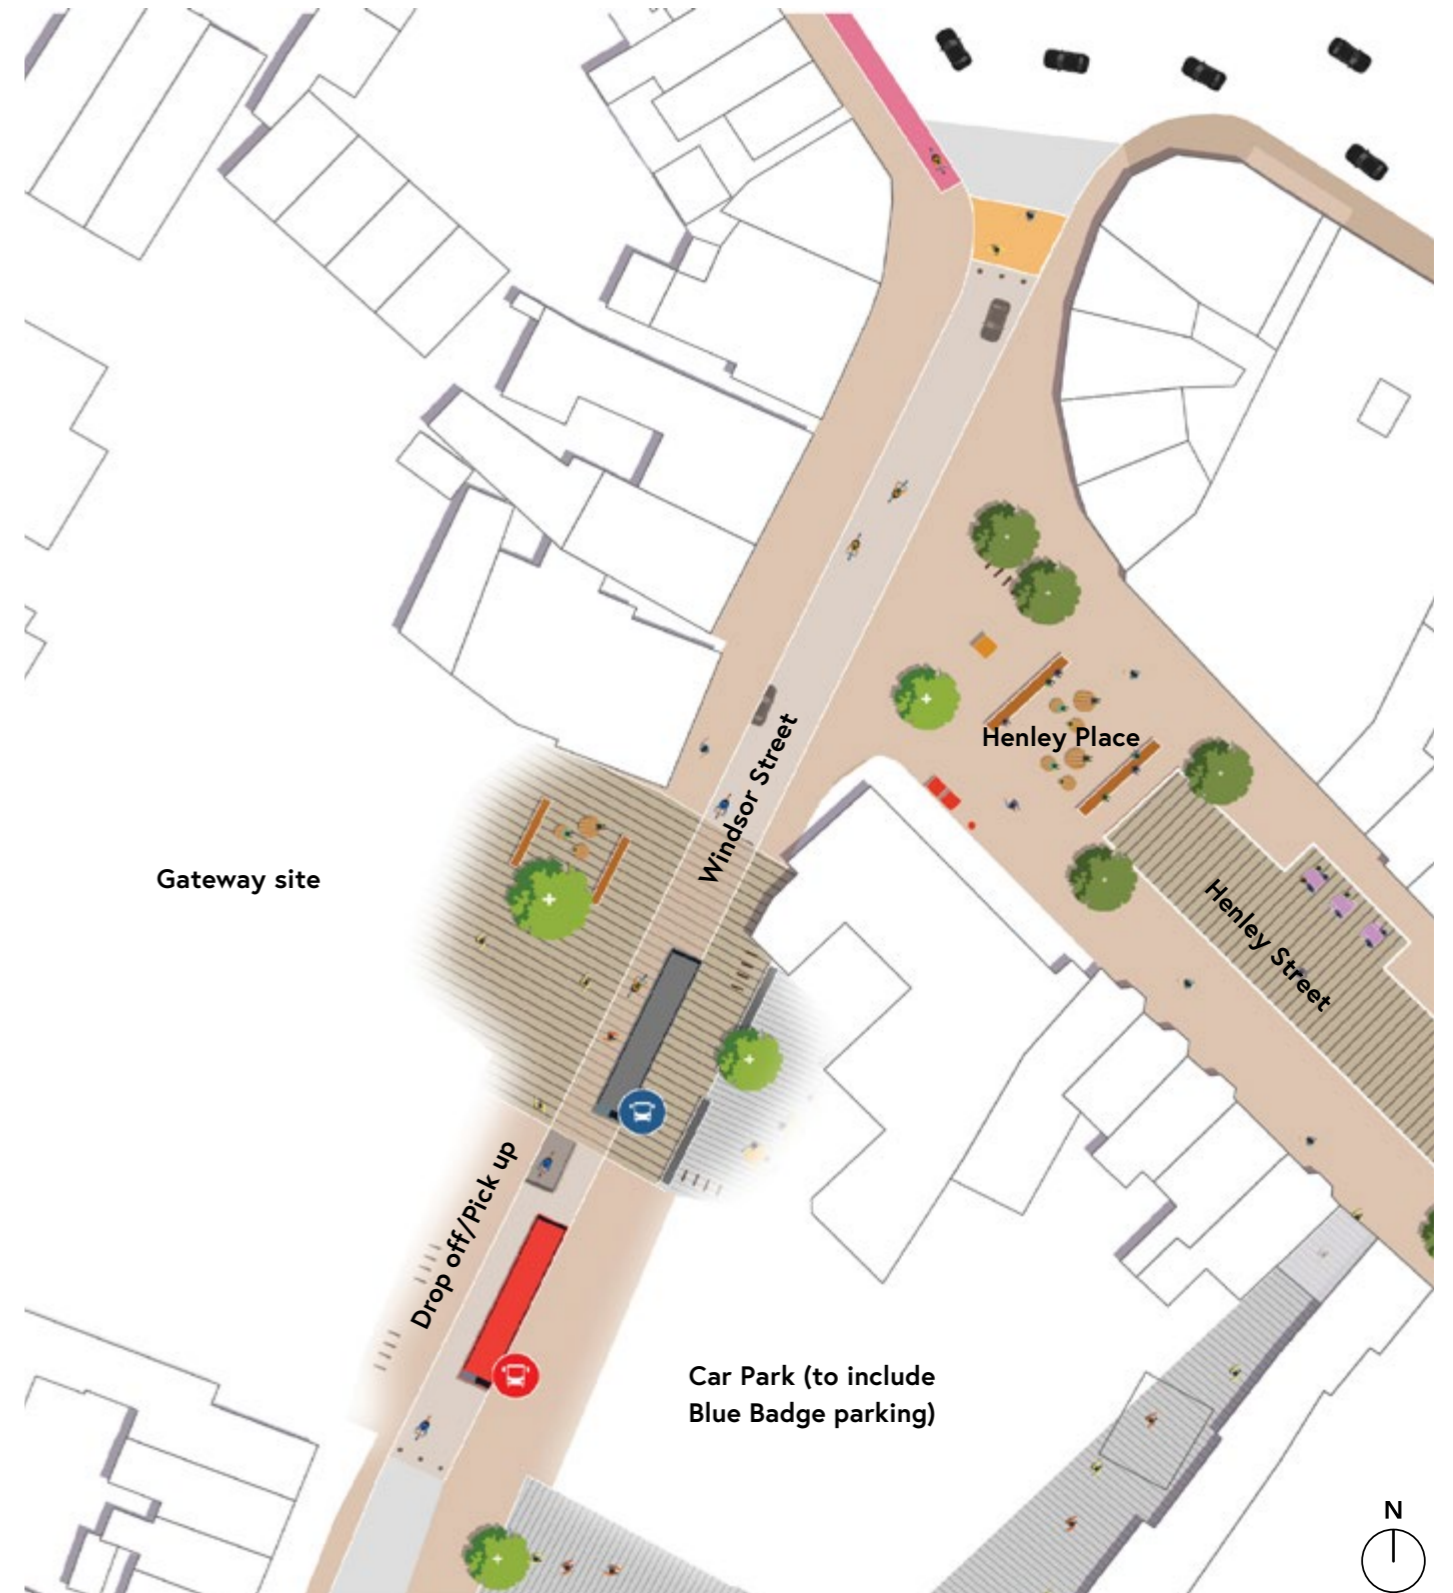 Henley Place
Windsor Street
Gateway site
Henley Street
Drop off/Pick up
Car Park (to include
Blue Badge parking)
N